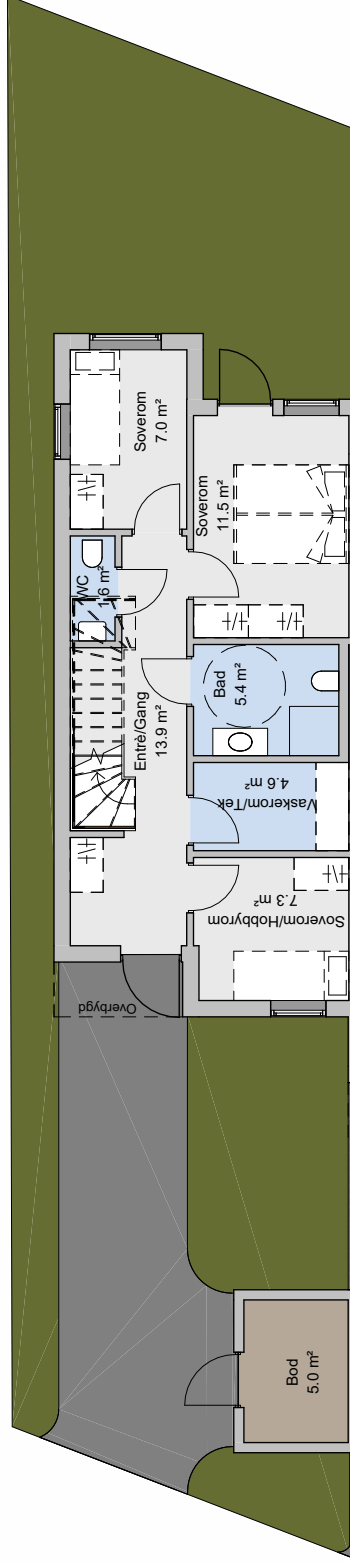 Soverom
7.0 m²
Soverom
11.5 m²
WC
1.6 m²
Entrè/Gang
13.9 m²
Bad
5.4 m²
Vaskerom/Tek
4.6 m²
Soverom/Hobbyrom
7.3 m²
Overbygd
Bod
5.0 m²